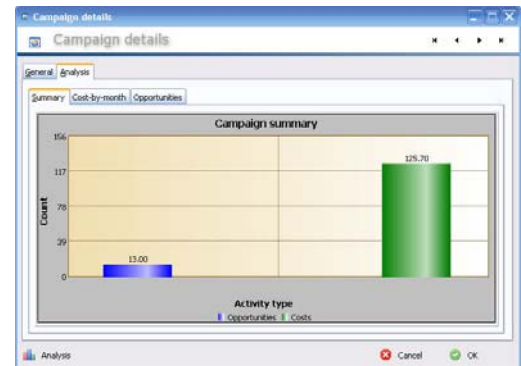 Campaign details
Campaign details
General Analysis
Summary Cost-by-month Opportunities
Campaign summary
156
117
78
39
0
Count
13.00
125.70
Activity type
Opportunities Costs
Analysis Cancel OK